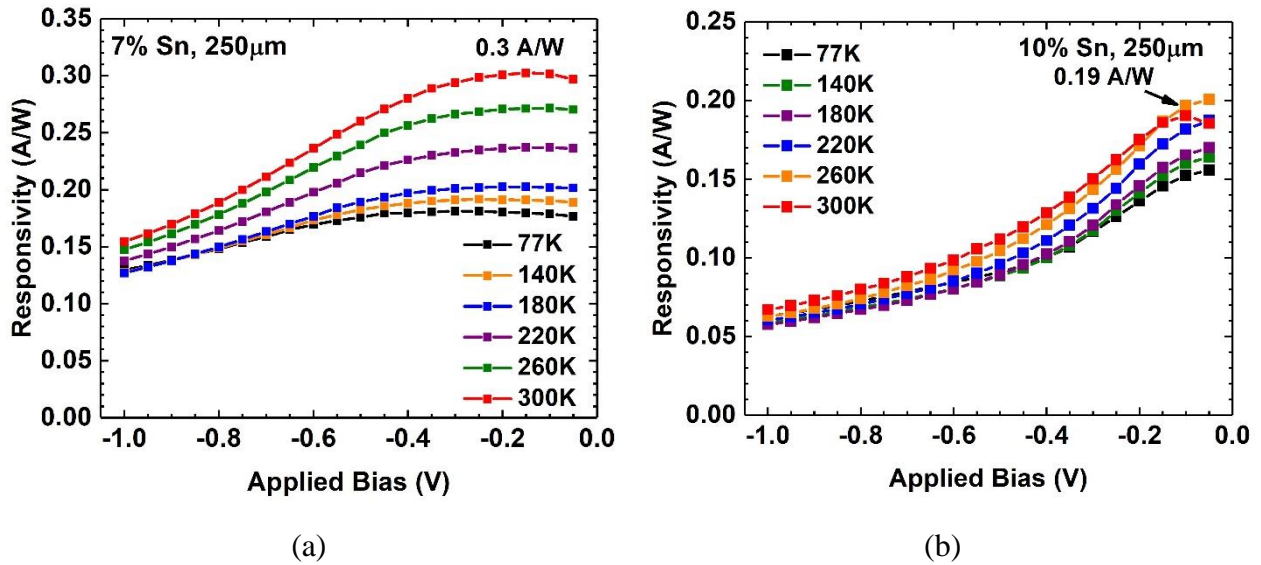 (a)
0.35
0.30
0.25
0.20
0.15
0.10
0.05
0.00
Responsivity (A/W)
7% Sn, 250μm
0.3 A/W
77K
140K
180K
220K
260K
300K
-1.0 -0.8 -0.6 -0.4 -0.2 0.0
Applied Bias (V)
(b)
0.25
0.20
0.15
0.10
0.05
0.00
Responsivity (A/W)
77K
140K
180K
220K
260K
300K
10% Sn, 250μm
0.19 A/W
-1.0 -0.8 -0.6 -0.4 -0.2 0.0
Applied Bias (V)